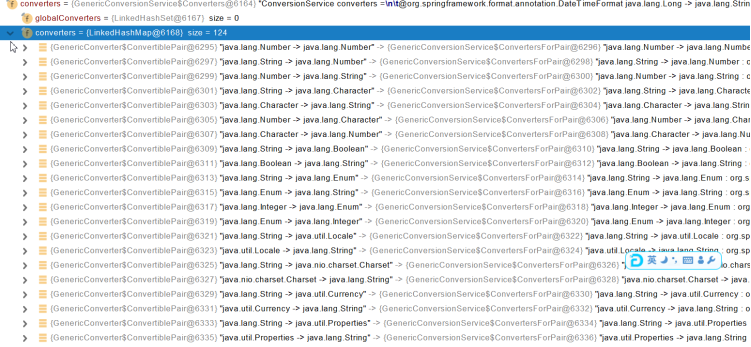 converters = {GenericConversionService$Converters@6164} "ConversionService converters =\n\t@org.springframework.format.annotation.DateTimeFormat java.lang.Long -> java.lang.Strin
globalConverters = {LinkedHashSet@6167} size = 0
converters = {LinkedHashMap@6168} size = 124
{GenericConverter$ConvertiblePair@6295} "java.lang.Number -> java.lang.Number" -> {GenericConversionService$ConvertersForPair@6296} "java.lang.Number -> java.lang.Numb
{GenericConverter$ConvertiblePair@6297} "java.lang.String -> java.lang.Number" -> {GenericConversionService$ConvertersForPair@6298} "java.lang.String -> java.lang.Number : o
{GenericConverter$ConvertiblePair@6299} "java.lang.Number -> java.lang.String" -> {GenericConversionService$ConvertersForPair@6300} "java.lang.Number -> java.lang.String : o
{GenericConverter$ConvertiblePair@6301} "java.lang.String -> java.lang.Character" -> {GenericConversionService$ConvertersForPair@6302} "java.lang.String -> java.lang.Character
{GenericConverter$ConvertiblePair@6303} "java.lang.Character -> java.lang.String" -> {GenericConversionService$ConvertersForPair@6304} "java.lang.Character -> java.lang.Strin
{GenericConverter$ConvertiblePair@6305} "java.lang.Number -> java.lang.Character" -> {GenericConversionService$ConvertersForPair@6306} "java.lang.Number -> java.lang.Charac
{GenericConverter$ConvertiblePair@6307} "java.lang.Character -> java.lang.Number" -> {GenericConversionService$ConvertersForPair@6308} "java.lang.Character -> java.lang.Nu
{GenericConverter$ConvertiblePair@6309} "java.lang.String -> java.lang.Boolean" -> {GenericConversionService$ConvertersForPair@6310} "java.lang.String -> java.lang.Boolean :
{GenericConverter$ConvertiblePair@6311} "java.lang.Boolean -> java.lang.String" -> {GenericConversionService$ConvertersForPair@6312} "java.lang.Boolean -> java.lang.String :
{GenericConverter$ConvertiblePair@6313} "java.lang.String -> java.lang.Enum" -> {GenericConversionService$ConvertersForPair@6314} "java.lang.String -> java.lang.Enum : org.s
{GenericConverter$ConvertiblePair@6315} "java.lang.Enum -> java.lang.String" -> {GenericConversionService$ConvertersForPair@6316} "java.lang.Enum -> java.lang.String : org.s
{GenericConverter$ConvertiblePair@6317} "java.lang.Integer -> java.lang.Enum" -> {GenericConversionService$ConvertersForPair@6318} "java.lang.Integer -> java.lang.Enum : org
{GenericConverter$ConvertiblePair@6319} "java.lang.Enum -> java.lang.Integer" -> {GenericConversionService$ConvertersForPair@6320} "java.lang.Enum -> java.lang.Integer : org
{GenericConverter$ConvertiblePair@6321} "java.lang.String -> java.util.Locale" -> {GenericConversionService$ConvertersForPair@6322} "java.lang.String -> java.util.Locale : org.s
{GenericConverter$ConvertiblePair@6323} "java.util.Locale -> java.lang.String" -> {GenericConversionService$ConvertersForPair@6324} "java.util.Locale -> java.lang.String : org.sp
{GenericConverter$ConvertiblePair@6325} "java.lang.String -> java.nio.charset.Charset" -> {GenericConversionService$ConvertersForPair@6326}
英
{GenericConverter$ConvertiblePair@6327} "java.nio.charset.Charset -> java.lang.String" -> {GenericConversionService$ConvertersForPair@6328} "java.nio.charset.Charset -> java.
{GenericConverter$ConvertiblePair@6329} "java.lang.String -> java.util.Currency" -> {GenericConversionService$ConvertersForPair@6330} "java.lang.String -> java.util.Currency : o
{GenericConverter$ConvertiblePair@6331} "java.util.Currency -> java.lang.String" -> {GenericConversionService$ConvertersForPair@6332} "java.util.Currency -> java.lang.String : o
{GenericConverter$ConvertiblePair@6333} "java.lang.String -> java.util.Properties" -> {GenericConversionService$ConvertersForPair@6334} "java.lang.String -> java.util.Properties :
{GenericConverter$ConvertiblePair@6335} "java.util.Properties -> java.lang.String" -> {GenericConversionService$ConvertersForPair@6336} "java.util.Properties -> java.lang.String :